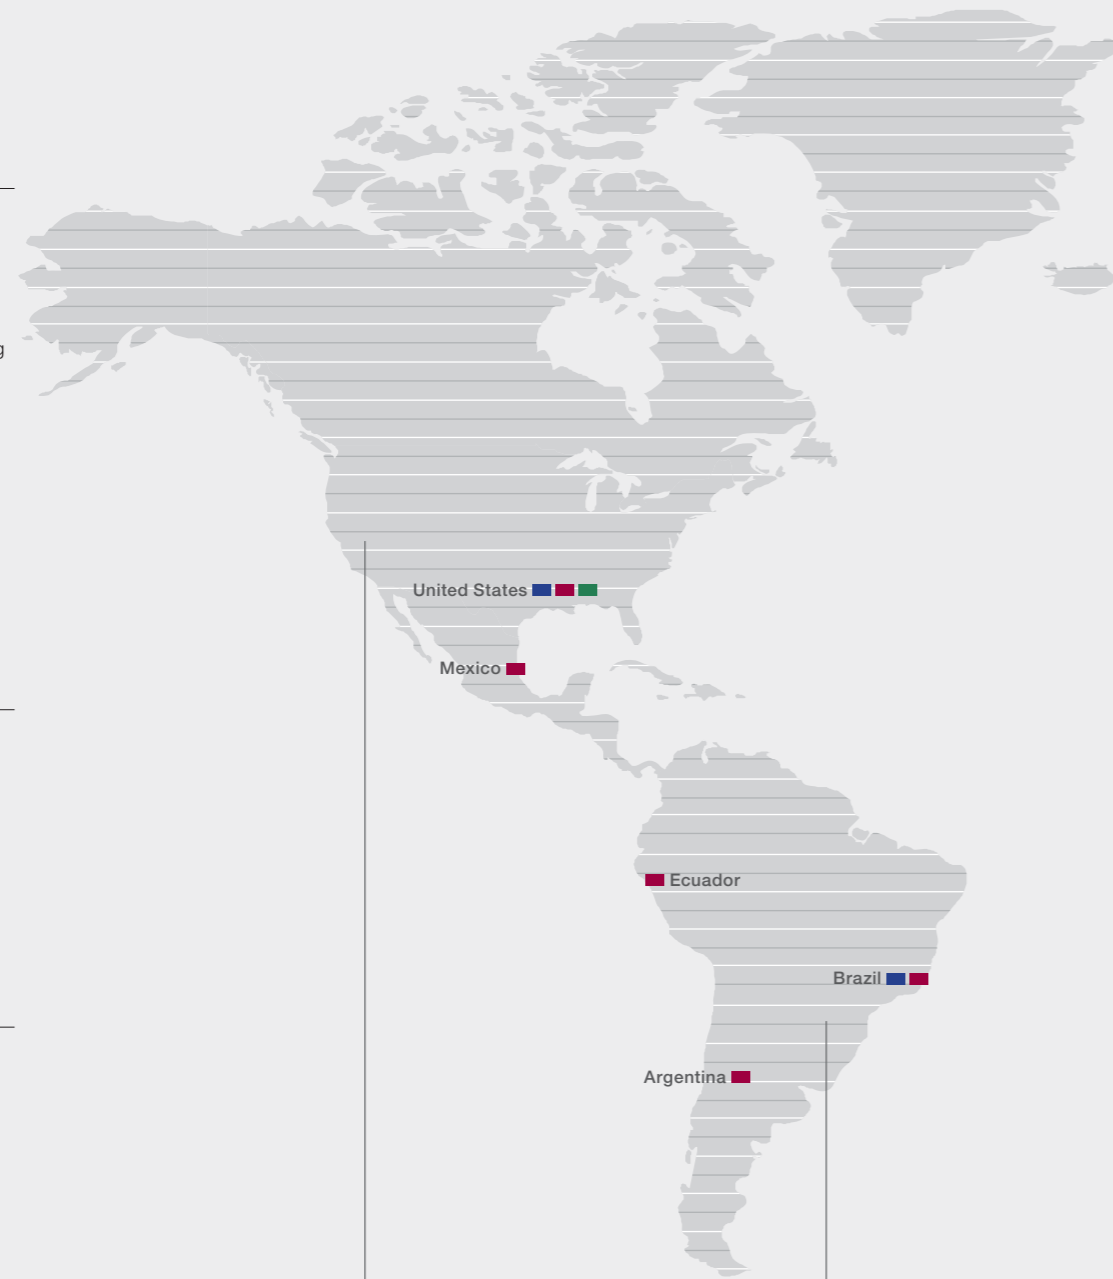 g
United States
Mexico
Ecuador
Brazil
Argentina